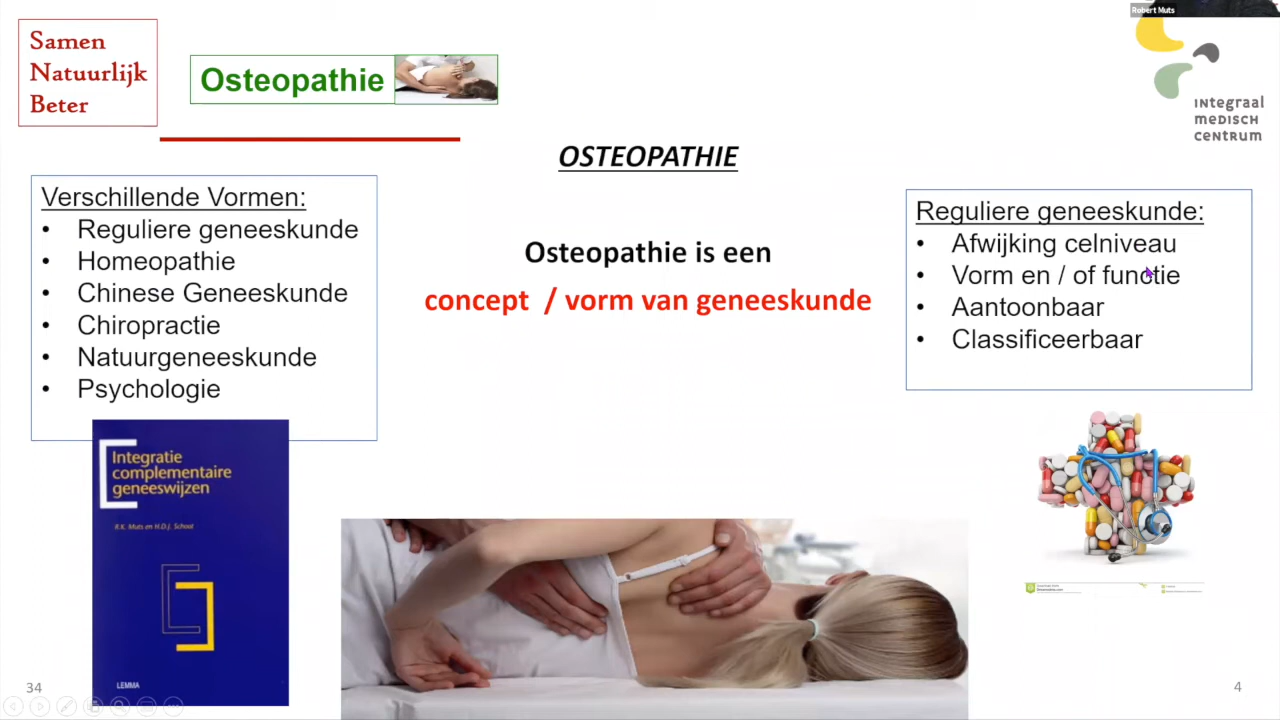 Robert Muts
Samen
Natuurlijk
Beter
Osteopathie
INTEGRAAL
MEDISCH
CENTRUM
OSTEOPATHIE
Verschillende Vormen:
• Reguliere geneeskunde
• Homeopathie
• Chinese Geneeskunde
• Chiropractie
• Natuurgeneeskunde
• Psychologie
Osteopathie is een
concept / vorm van geneeskunde
Reguliere geneeskunde:
• Afwijking celniveau
• Vorm en / of functie
• Aantoonbaar
• Classificeerbaar
Integratie
complementaire
geneeswijzen
R.K. Muts en H.D.J. Schoot
LEMMA
34
4